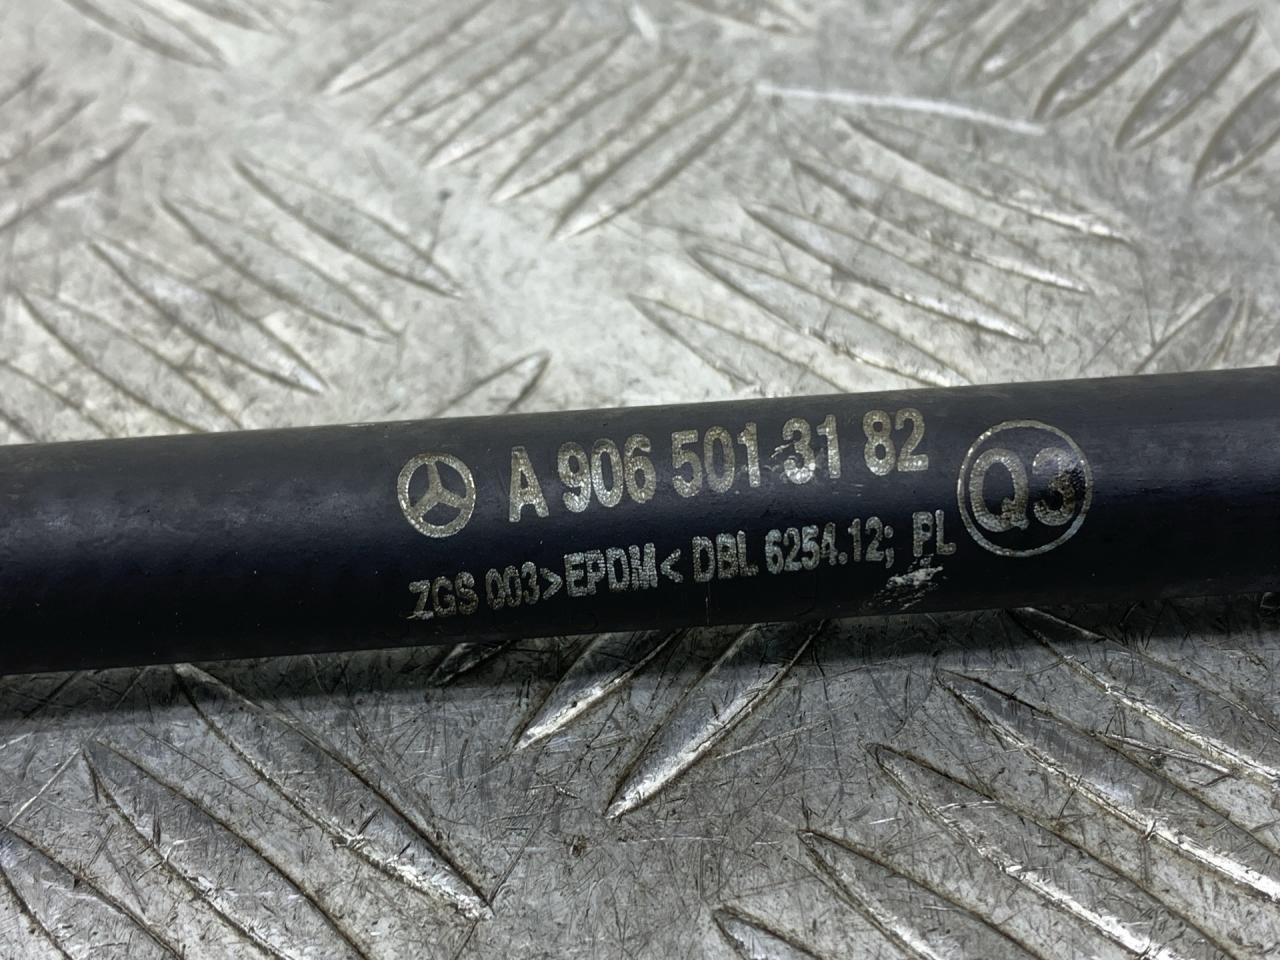 A 906 501 31 82
ZGS 003>EPDM< DBL 6254.12; PL
Q3